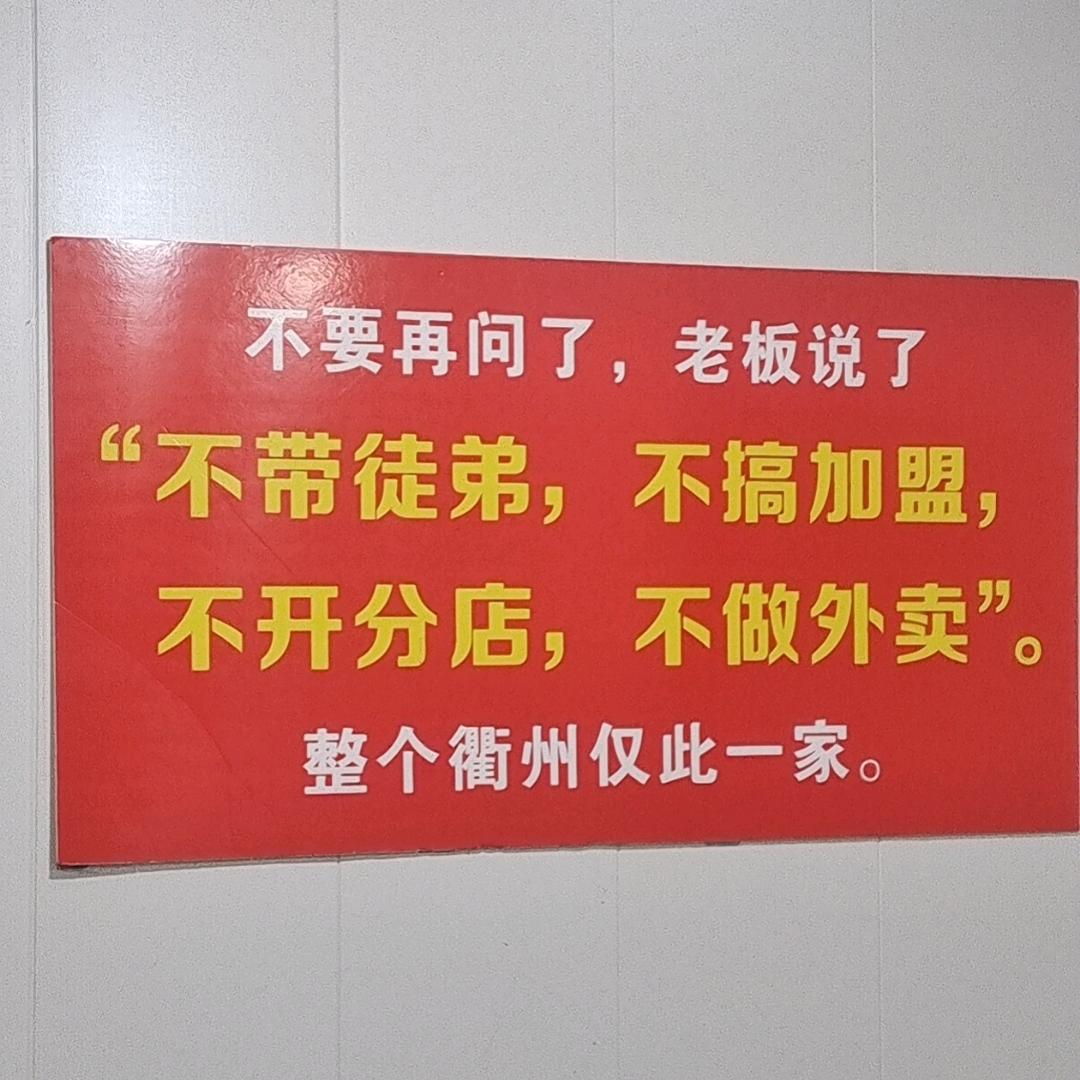 不要再问了，老板说了
“不带徒弟，不搞加盟，
不开分店，不做外卖”。
整个衢州仅此一家。